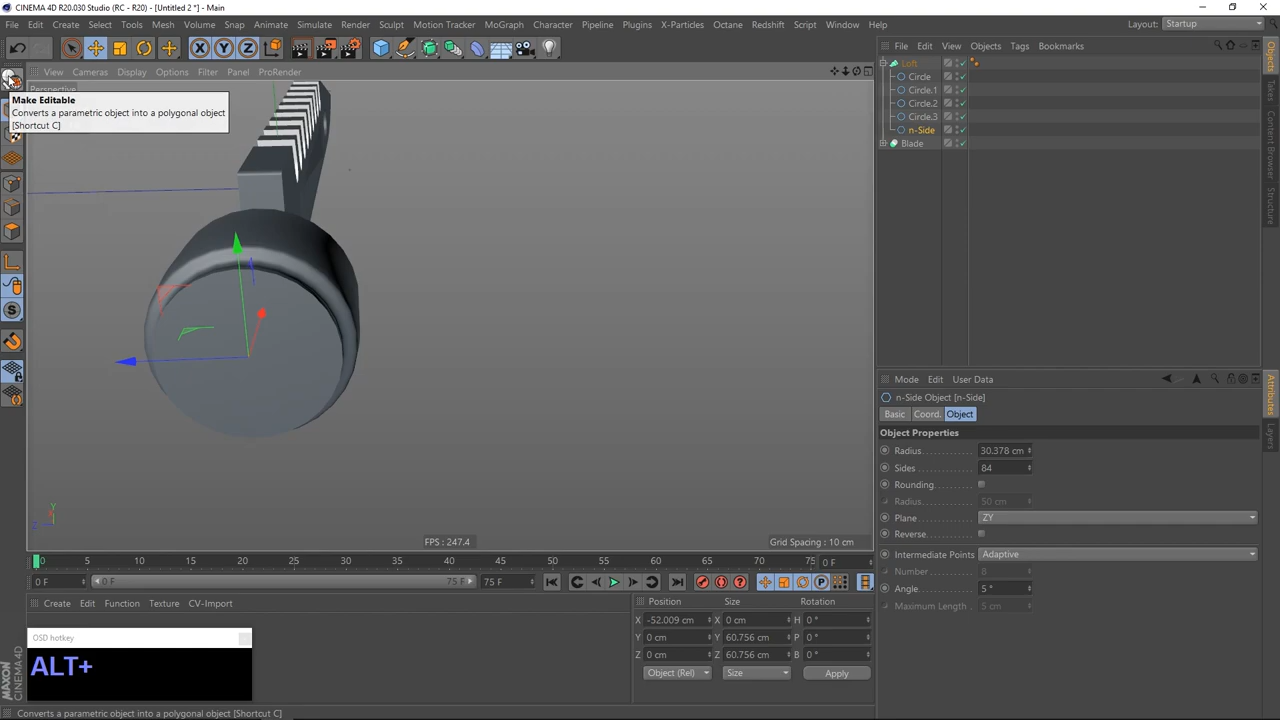 CINEMA 4D R20.030 Studio (RC - R20) - [Untitled 2 *] - Main
File Edit Create Select Tools Mesh Volume Snap Animate Simulate Render Sculpt Motion Tracker MoGraph Character Pipeline Plugins X-Particles Octane Redshift Script Window Help Layout: Startup
X Y Z
View Cameras Display Options Filter Panel ProRender
Perspective
Make Editable
Converts a parametric object into a polygonal object
[Shortcut C]
S
Y
X
Z
FPS : 247.4
Grid Spacing : 10 cm
File Edit View Objects Tags Bookmarks
Loft
Circle
Circle.1
Circle.2
Circle.3
n-Side
Blade
Objects
Takes
Content Browser
Structure
Mode Edit User Data
n-Side Object [n-Side]
Basic Coord. Object
Object Properties
Radius 30.378 cm
Sides 84
Rounding
Radius 50 cm
Plane ZY
Reverse
Intermediate Points Adaptive
Number 8
Angle 5 °
Maximum Length 5 cm
Attributes
Layers
0 5 10 15 20 25 30 35 40 45 50 55 60 65 70 75 0 F
0 F 0 F 75 F 75 F
P
Create Edit Function Texture CV-Import
OSD hotkey
ALT+
Position Size Rotation
X -52.009 cm X 0 cm H 0 °
Y 0 cm Y 60.756 cm P 0 °
Z 0 cm Z 60.756 cm B 0 °
Object (Rel) Size Apply
MAXON
CINEMA 4D
Converts a parametric object into a polygonal object [Shortcut C]